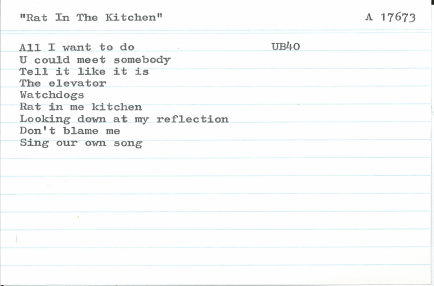 "Rat In The Kitchen" A 17673
All I want to do UB40
U could meet somebody
Tell it like it is
The elevator
Watchdogs
Rat in me kitchen
Looking down at my reflection
Don't blame me
Sing our own song